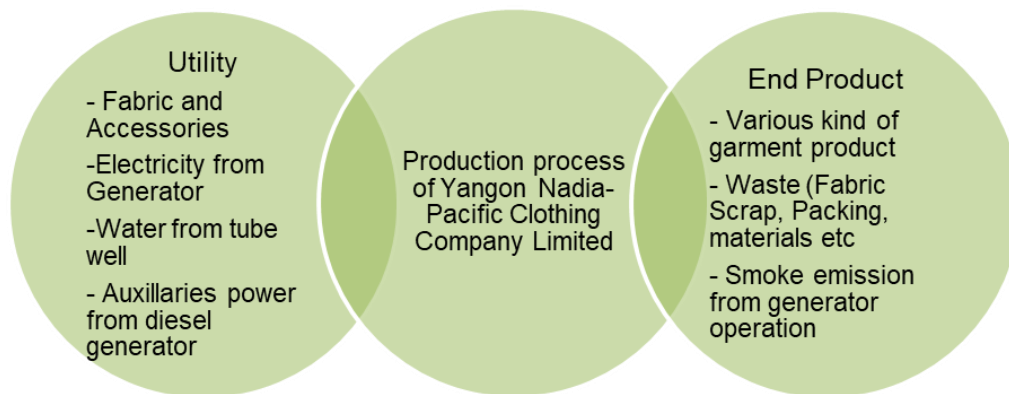 Utility
- Fabric and
Accessories
-Electricity from
Generator
-Water from tube
well
- Auxillaries power
from diesel
generator
Production process
of Yangon Nadia-
Pacific Clothing
Company Limited
End Product
- Various kind of
garment product
- Waste (Fabric
Scrap, Packing,
materials etc
- Smoke emission
from generator
operation